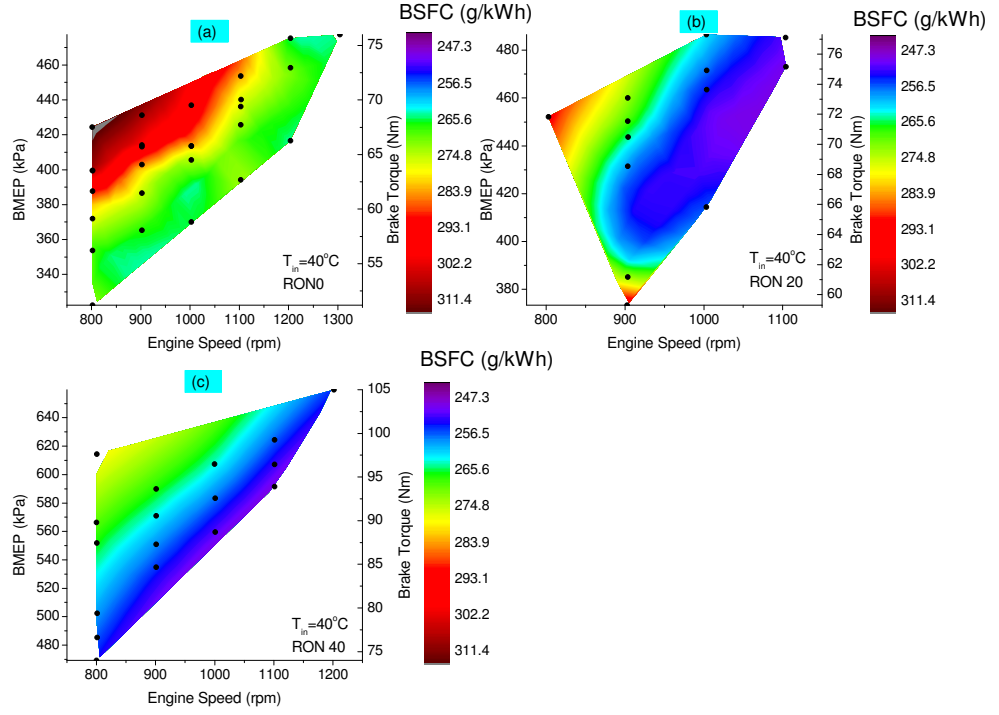 BSFC (g/kWh)
(a)
460
440
420
400
380
360
340
BMEP (kPa)
75
70
65
60
55
Brake Torque (Nm)
800 900 1000 1100 1200 1300
Engine Speed (rpm)
T_in=40°C
RON0
247.3
256.5
265.6
274.8
283.9
293.1
302.2
311.4
BSFC (g/kWh)
(b)
480
460
440
420
400
380
BMEP (kPa)
76
74
72
70
68
66
64
62
60
Brake Torque (Nm)
800 900 1000 1100
Engine Speed (rpm)
T_in=40°C
RON 20
247.3
256.5
265.6
274.8
283.9
293.1
302.2
311.4
BSFC (g/kWh)
(c)
640
620
600
580
560
540
520
500
480
BMEP (kPa)
105
100
95
90
85
80
75
Brake Torque (Nm)
800 900 1000 1100 1200
Engine Speed (rpm)
T_in=40°C
RON 40
247.3
256.5
265.6
274.8
283.9
293.1
302.2
311.4